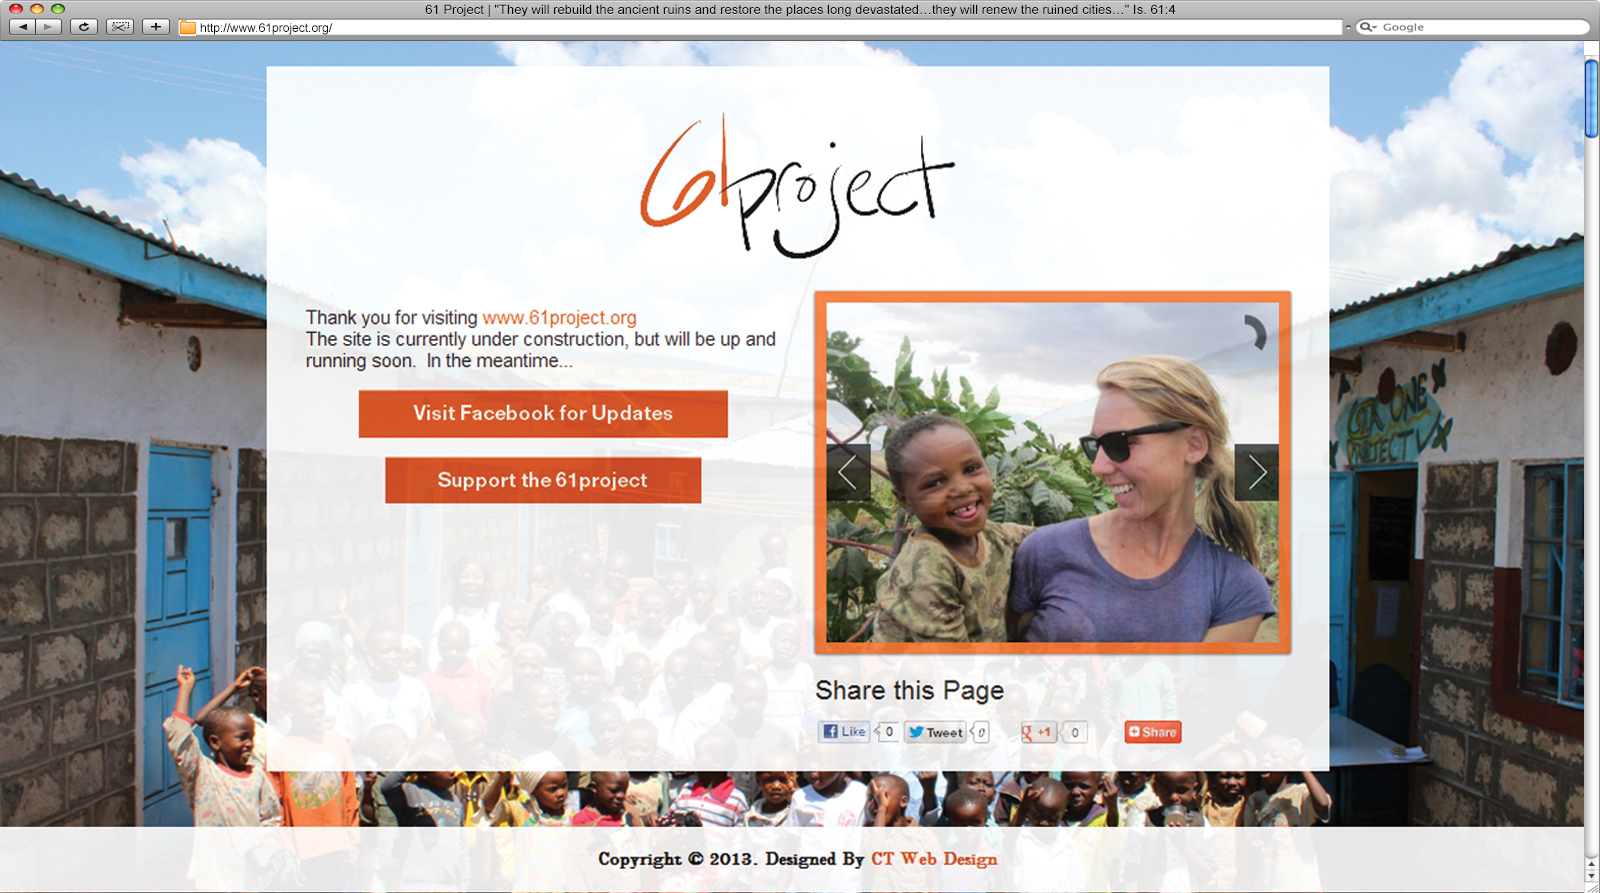 61 Project | "They will rebuild the ancient ruins and restore the places long devastated...they will renew the ruined cities..." Is. 61:4
http://www.61project.org/
Google
61project
Thank you for visiting www.61project.org
The site is currently under construction, but will be up and
running soon. In the meantime...
Visit Facebook for Updates
Support the 61project
SIX ONE
PROJECT
Share this Page
Like 0 Tweet 0 g +1 0 Share
Copyright © 2013. Designed By CT Web Design